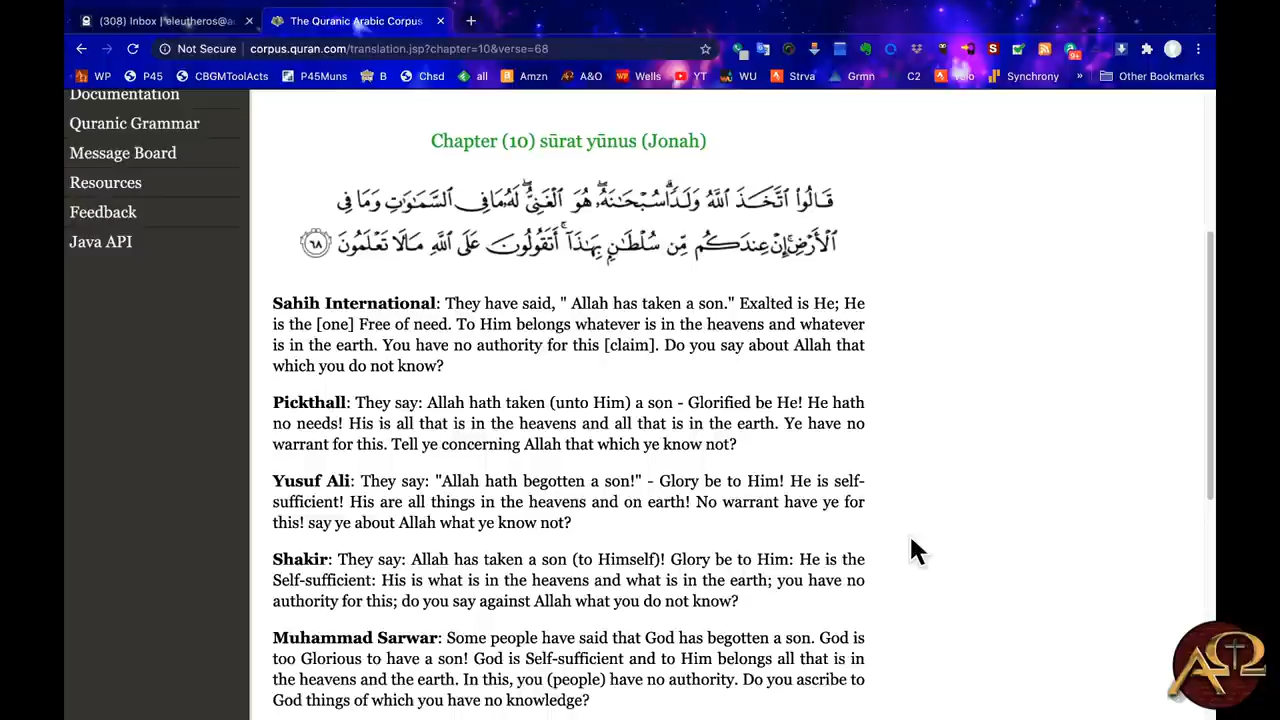 (308) Inbox | eleutheros@a
The Quranic Arabic Corpus
Not Secure | corpus.quran.com/translation.jsp?chapter=10&verse=68
WP P45 CBGMToolActs P45Muns B Chsd all Amzn A&O Wells YT WU Strva Grmn C2 Velo Synchrony » Other Bookmarks
Documentation
Quranic Grammar
Message Board
Resources
Feedback
Java API
Chapter (10) sūrat yūnus (Jonah)
قَالُوا۟ ٱتَّخَذَ ٱللَّهُ وَلَدًۭا ۗ سُبْحَـٰنَهُۥ ۖ هُوَ ٱلْغَنِىُّ ۖ لَهُۥ مَا فِى ٱلسَّمَـٰوَٰتِ وَمَا فِى
ٱلْأَرْضِ ۚ إِنْ عِندَكُم مِّن سُلْطَـٰنٍۭ بِهَـٰذَآ ۚ أَتَقُولُونَ عَلَى ٱللَّهِ مَا لَا تَعْلَمُونَ ٦٨
Sahih International: They have said, " Allah has taken a son." Exalted is He; He
is the [one] Free of need. To Him belongs whatever is in the heavens and whatever
is in the earth. You have no authority for this [claim]. Do you say about Allah that
which you do not know?
Pickthall: They say: Allah hath taken (unto Him) a son - Glorified be He! He hath
no needs! His is all that is in the heavens and all that is in the earth. Ye have no
warrant for this. Tell ye concerning Allah that which ye know not?
Yusuf Ali: They say: "Allah hath begotten a son!" - Glory be to Him! He is self-
sufficient! His are all things in the heavens and on earth! No warrant have ye for
this! say ye about Allah what ye know not?
Shakir: They say: Allah has taken a son (to Himself)! Glory be to Him: He is the
Self-sufficient: His is what is in the heavens and what is in the earth; you have no
authority for this; do you say against Allah what you do not know?
Muhammad Sarwar: Some people have said that God has begotten a son. God is
too Glorious to have a son! God is Self-sufficient and to Him belongs all that is in
the heavens and the earth. In this, you (people) have no authority. Do you ascribe to
God things of which you have no knowledge?
ΑΩ